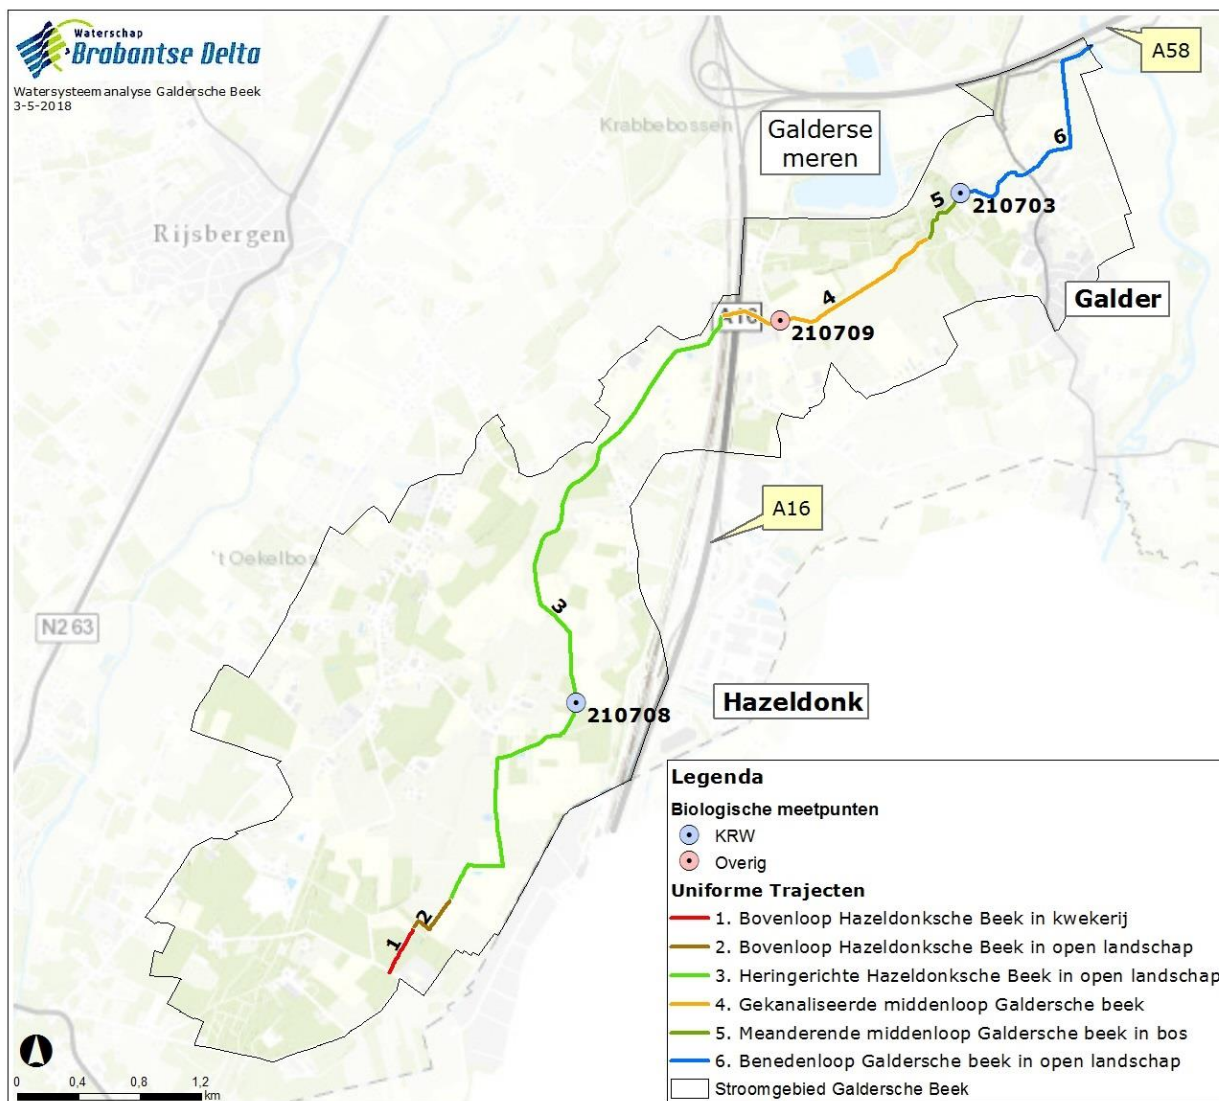 Waterschap
Brabantse Delta
Watersysteemanalyse Galdersche Beek
3-5-2018
A58
Krabbebossen
Galderse
meren
6
5
210703
Rijsbergen
Galder
4
A16
210709
A16
't Oekelbos
3
N263
Hazeldonk
210708
2
1
Legenda
Biologische meetpunten
KRW
Overig
Uniforme Trajecten
1. Bovenloop Hazeldonksche Beek in kwekerij
2. Bovenloop Hazeldonksche Beek in open landschap
3. Heringerichte Hazeldonksche Beek in open landschap
4. Gekanaliseerde middenloop Galdersche beek
5. Meanderende middenloop Galdersche beek in bos
6. Benedenloop Galdersche beek in open landschap
Stroomgebied Galdersche Beek
0 0,4 0,8 1,2
km